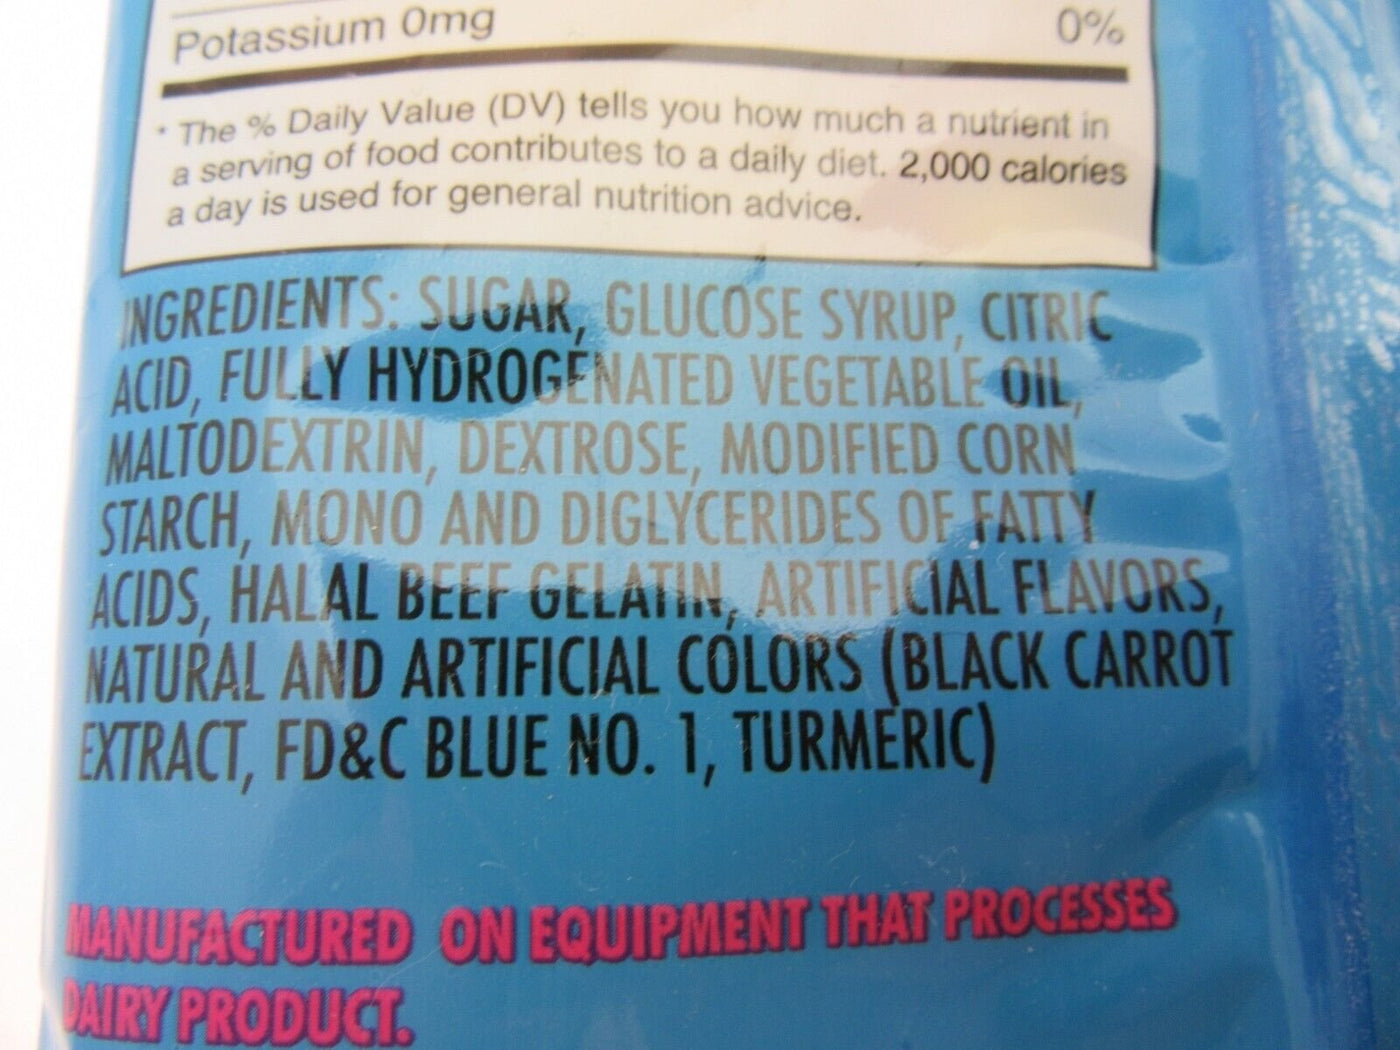 Potassium 0mg 0%
* The % Daily Value (DV) tells you how much a nutrient in
a serving of food contributes to a daily diet. 2,000 calories
a day is used for general nutrition advice.
INGREDIENTS: SUGAR, GLUCOSE SYRUP, CITRIC
ACID, FULLY HYDROGENATED VEGETABLE OIL,
MALTODEXTRIN, DEXTROSE, MODIFIED CORN
STARCH, MONO AND DIGLYCERIDES OF FATTY
ACIDS, HALAL BEEF GELATIN, ARTIFICIAL FLAVORS,
NATURAL AND ARTIFICIAL COLORS (BLACK CARROT
EXTRACT, FD&C BLUE NO. 1, TURMERIC)
MANUFACTURED ON EQUIPMENT THAT PROCESSES
DAIRY PRODUCT.